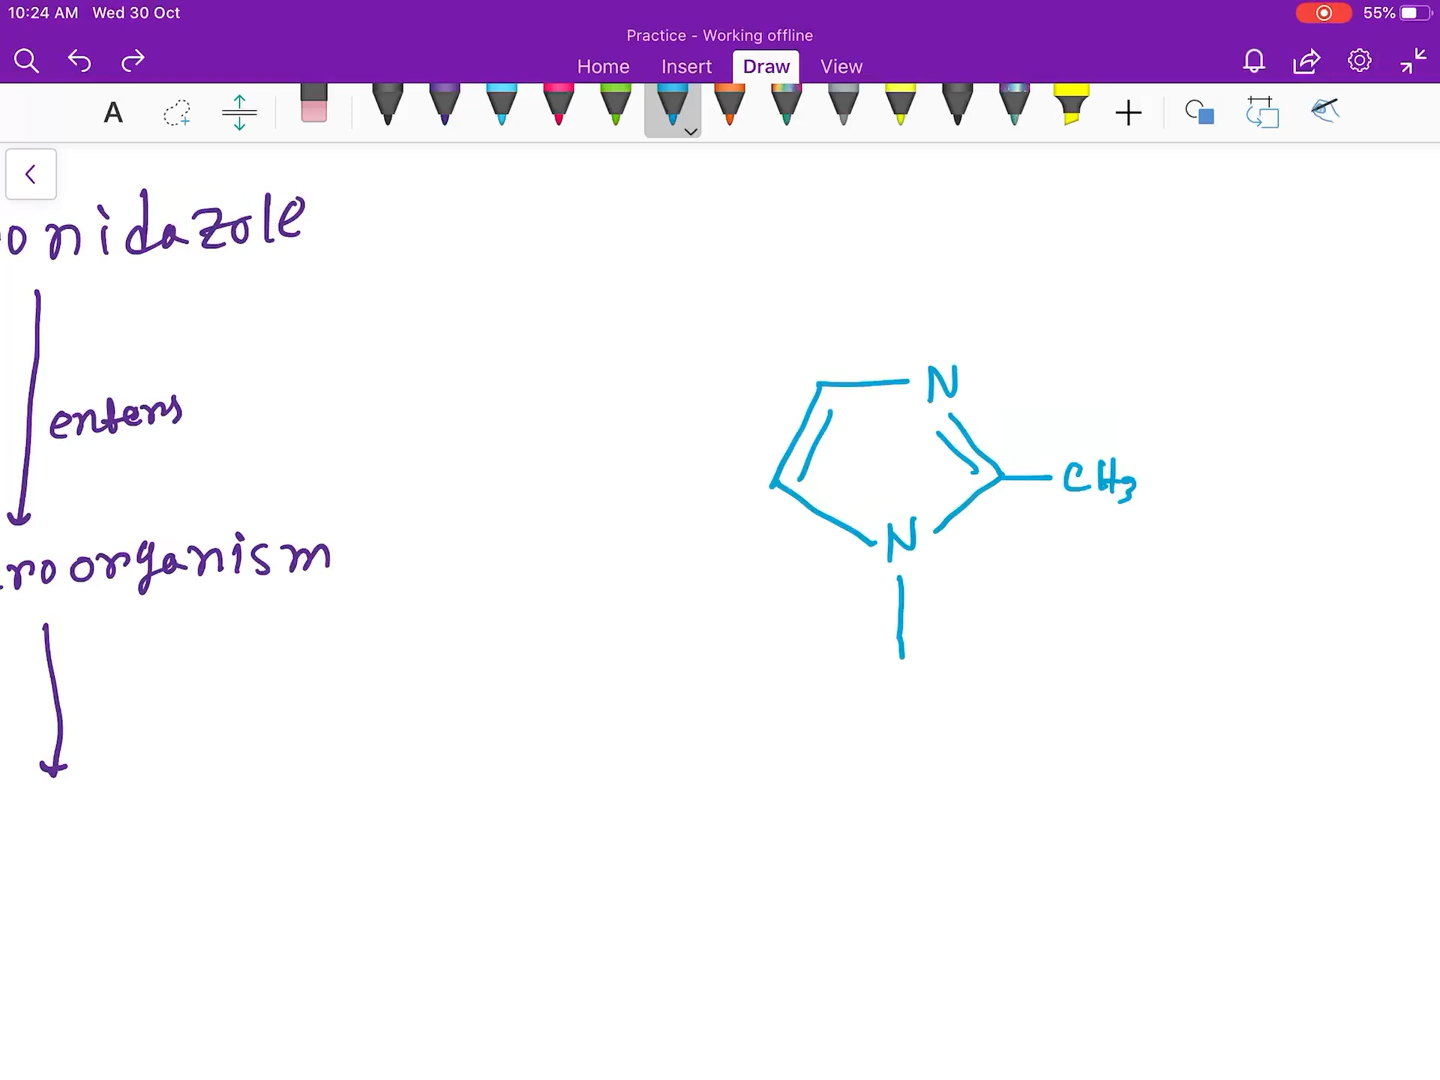 10:24 AM Wed 30 Oct
55%
Practice - Working offline
Home Insert Draw View
A
onidazole
enters
roorganism
N
CH3
N